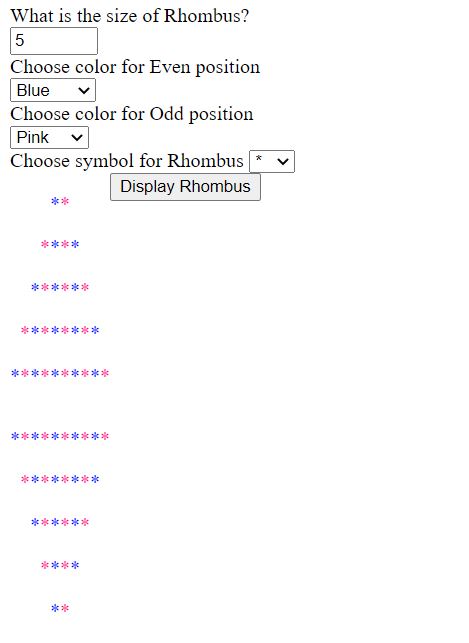 What is the size of Rhombus?
5
Choose color for Even position
Blue
Choose color for Odd position
Pink
Choose symbol for Rhombus *
Display Rhombus
**
****
******
********
**********
**********
********
******
****
**